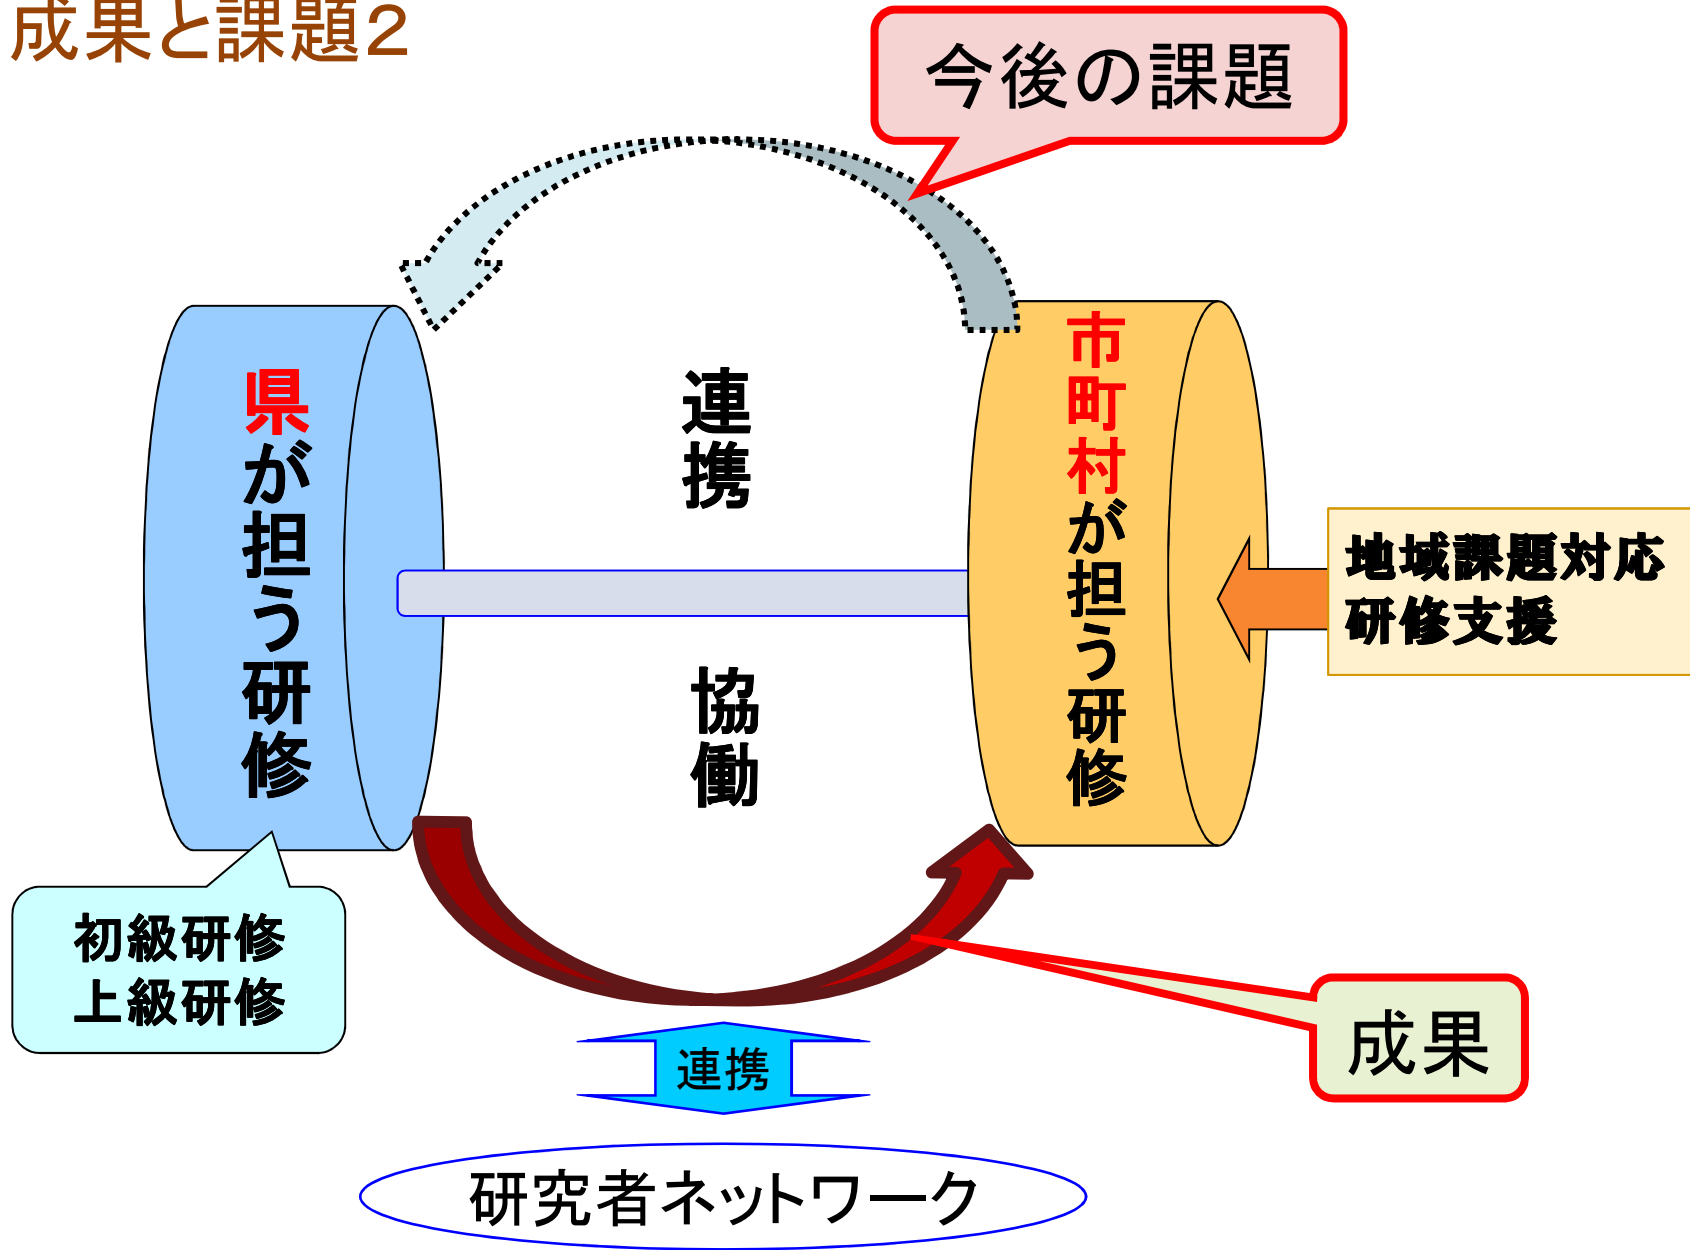 成果と課題2
今後の課題
県が担う研修
連携
協働
市町村が担う研修
地域課題対応
研修支援
初級研修
上級研修
成果
連携
研究者ネットワーク